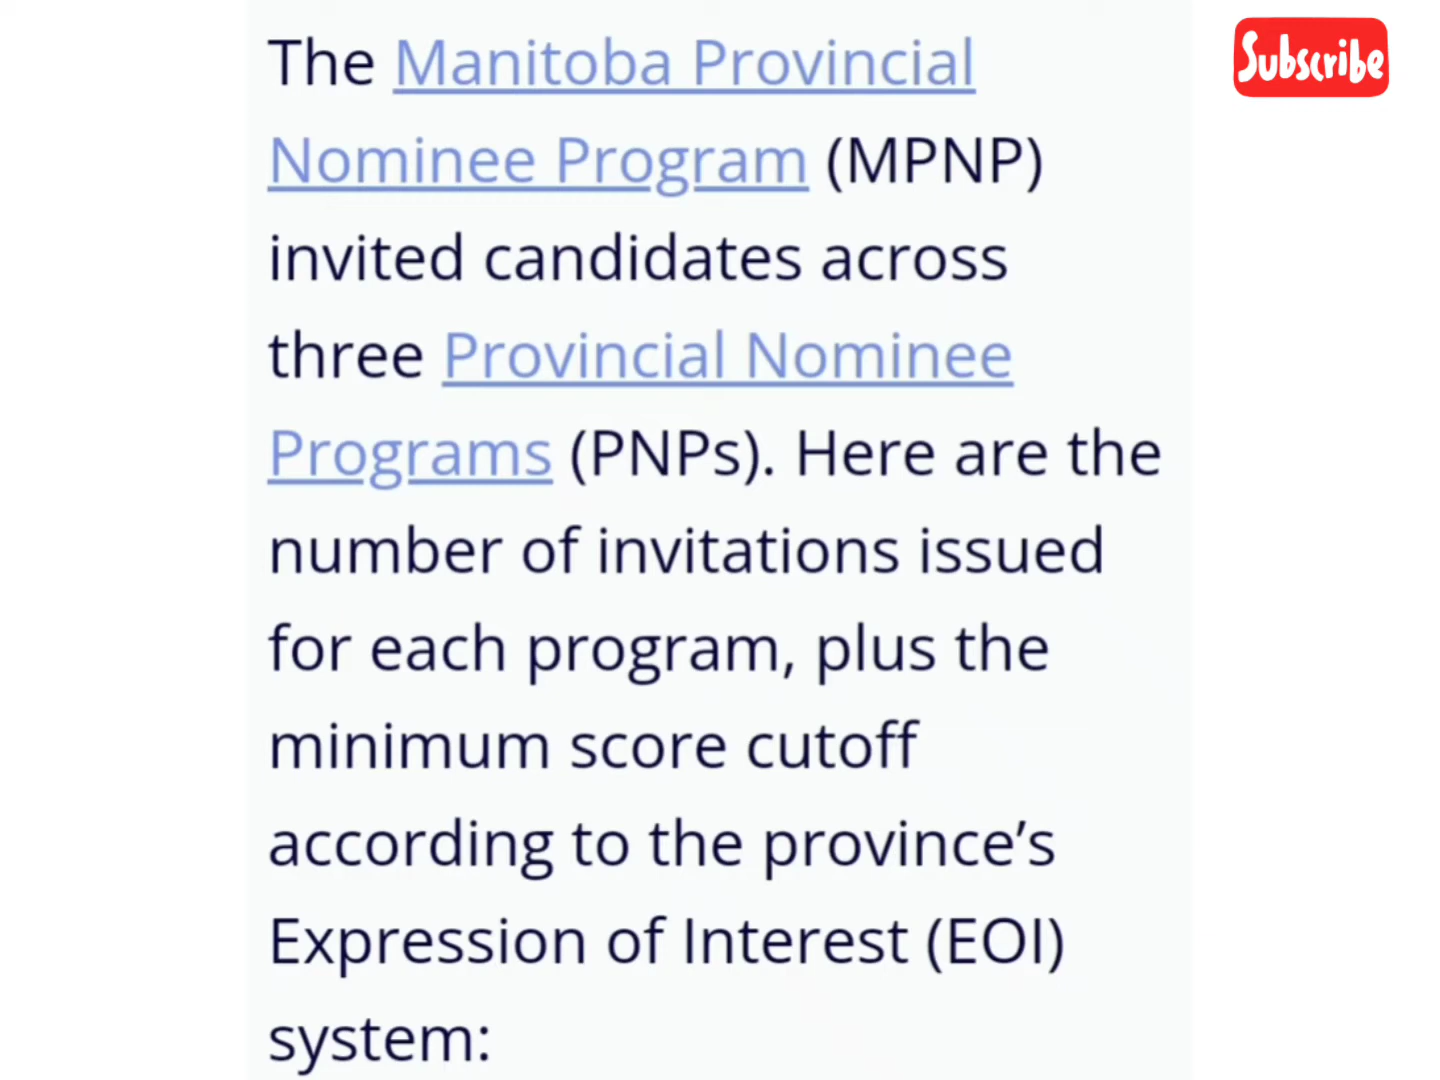 The Manitoba Provincial
Nominee Program (MPNP)
invited candidates across
three Provincial Nominee
Programs (PNPs). Here are the
number of invitations issued
for each program, plus the
minimum score cutoff
according to the province’s
Expression of Interest (EOI)
system:
Subscribe